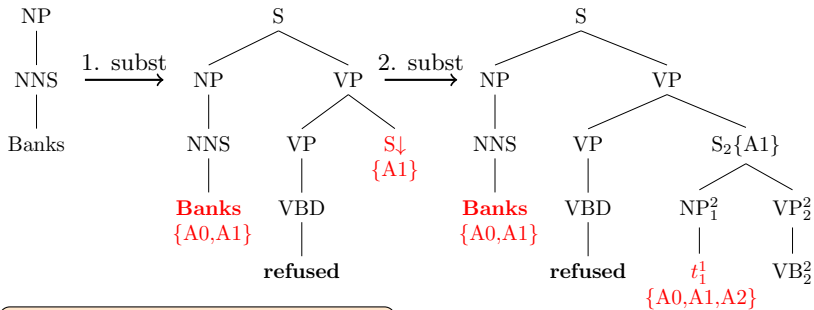 NP S S
1. subst 2. subst
NNS NP VP NP VP
Banks NNS VP S↓ NNS VP S₂{A1}
{A1}
Banks VBD Banks VBD NP₁² VP₂²
{A0,A1} {A0,A1}
refused refused t₁¹ VB₂²
{A0,A1,A2}